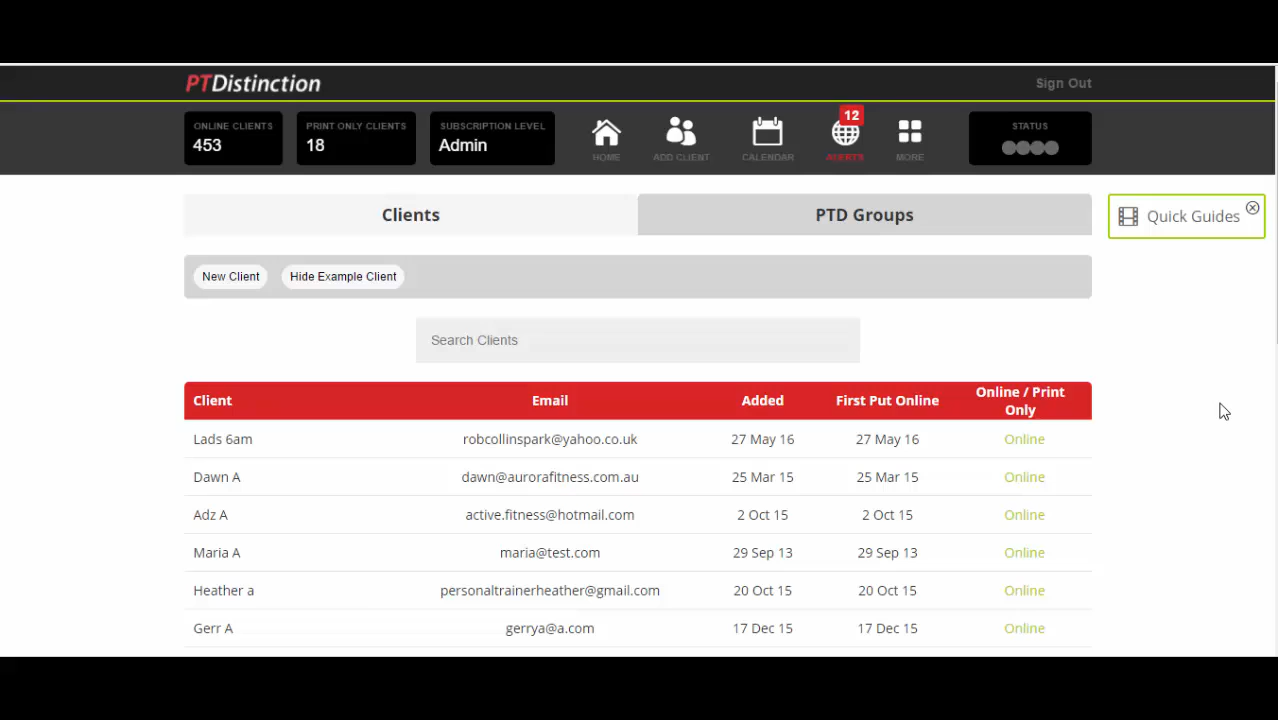 PTDistinction
Sign Out
ONLINE CLIENTS
453
PRINT ONLY CLIENTS
18
SUBSCRIPTION LEVEL
Admin
HOME
ADD CLIENT
CALENDAR
12
ALERTS
MORE
STATUS
Clients
PTD Groups
Quick Guides
New Client
Hide Example Client
Search Clients
Client Email Added First Put Online Online / Print Only
Lads 6am robcollinspark@yahoo.co.uk 27 May 16 27 May 16 Online
Dawn A dawn@aurorafitness.com.au 25 Mar 15 25 Mar 15 Online
Adz A active.fitness@hotmail.com 2 Oct 15 2 Oct 15 Online
Maria A maria@test.com 29 Sep 13 29 Sep 13 Online
Heather a personaltrainerheather@gmail.com 20 Oct 15 20 Oct 15 Online
Gerr A gerrya@a.com 17 Dec 15 17 Dec 15 Online